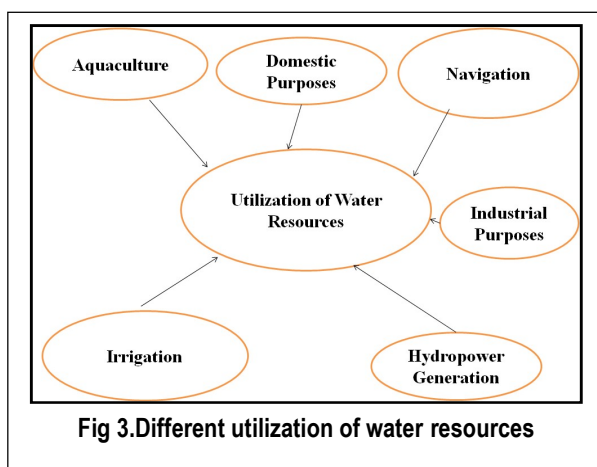 Aquaculture
Domestic
Purposes
Navigation
Utilization of Water
Resources
Industrial
Purposes
Irrigation
Hydropower
Generation
Fig 3.Different utilization of water resources